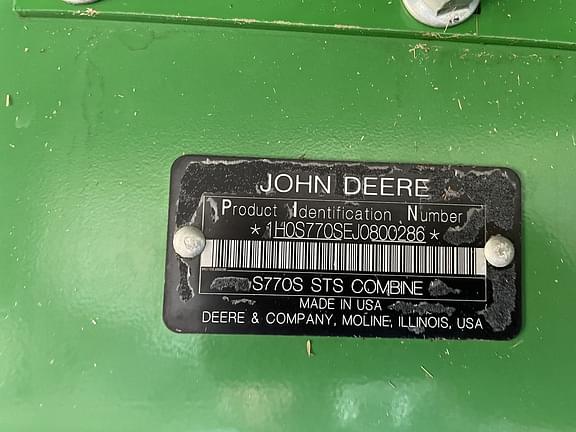 JOHN DEERE
Product Identification Number
*1H0S770SEJ0800286*
S770S STS COMBINE
MADE IN USA
DEERE & COMPANY, MOLINE, ILLINOIS, USA